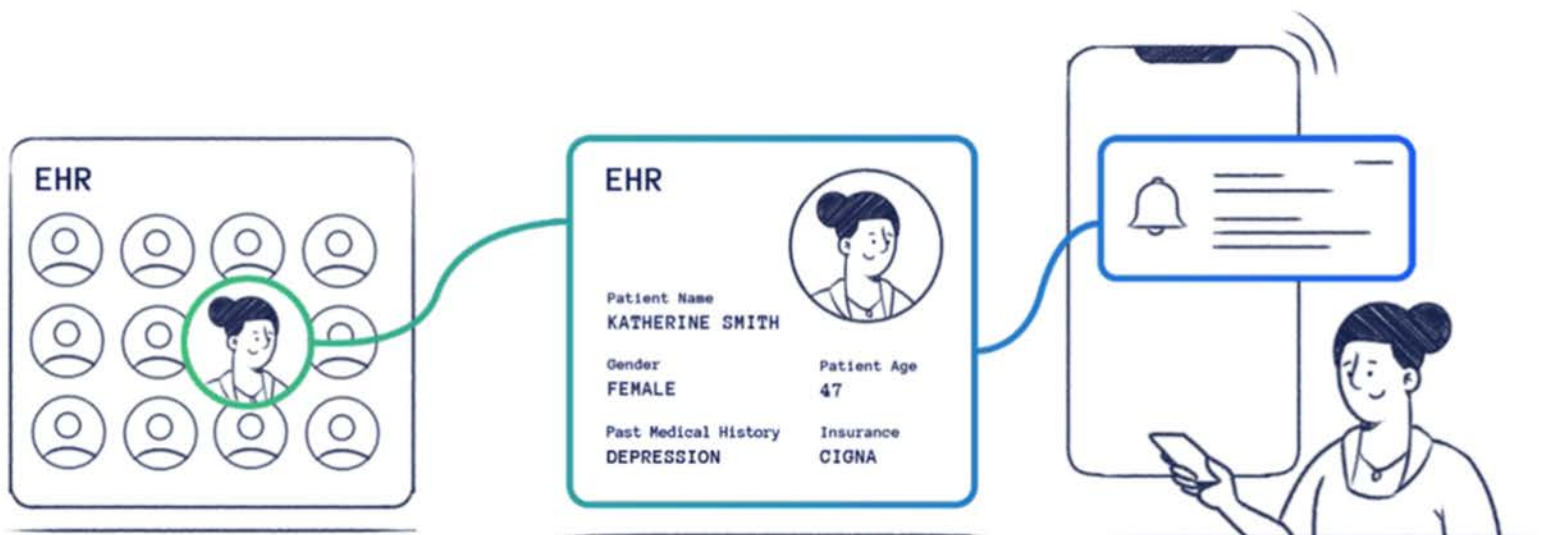 EHR
EHR
Patient Name
KATHERINE SMITH
Gender
FEMALE
Patient Age
47
Past Medical History
DEPRESSION
Insurance
CIGNA